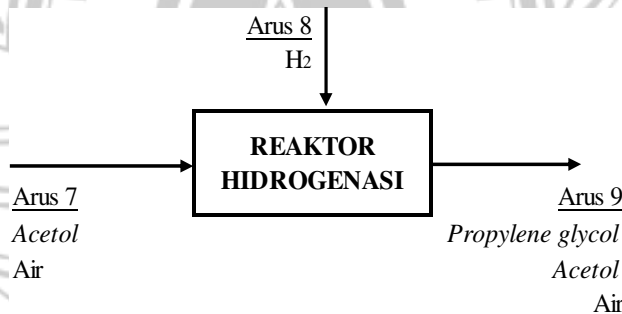 Arus 8
H2
REAKTOR
HIDROGENASI
Arus 7
Acetol
Air
Arus 9
Propylene glycol
Acetol
Air